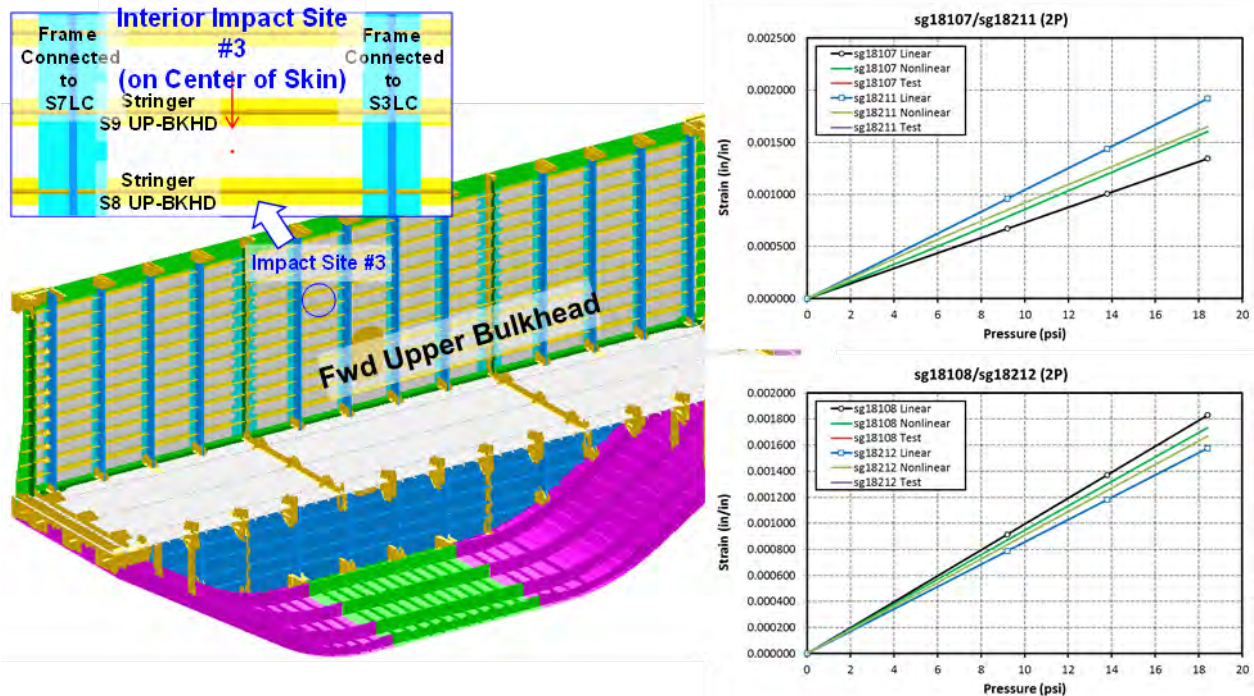 Interior Impact Site
#3
(on Center of Skin)
Frame
Connected
to
S7LC
Frame
Connected
to
S3LC
Stringer
S9 UP-BKHD
Stringer
S8 UP-BKHD
Impact Site #3
Fwd Upper Bulkhead
sg18107/sg18211 (2P)
Strain (in/in)
0.002500
0.002000
0.001500
0.001000
0.000500
0.000000
sg18107 Linear
sg18107 Nonlinear
sg18107 Test
sg18211 Linear
sg18211 Nonlinear
sg18211 Test
0 2 4 6 8 10 12 14 16 18 20
Pressure (psi)
sg18108/sg18212 (2P)
Strain (in/in)
0.002000
0.001800
0.001600
0.001400
0.001200
0.001000
0.000800
0.000600
0.000400
0.000200
0.000000
sg18108 Linear
sg18108 Nonlinear
sg18108 Test
sg18212 Linear
sg18212 Nonlinear
sg18212 Test
0 2 4 6 8 10 12 14 16 18 20
Pressure (psi)